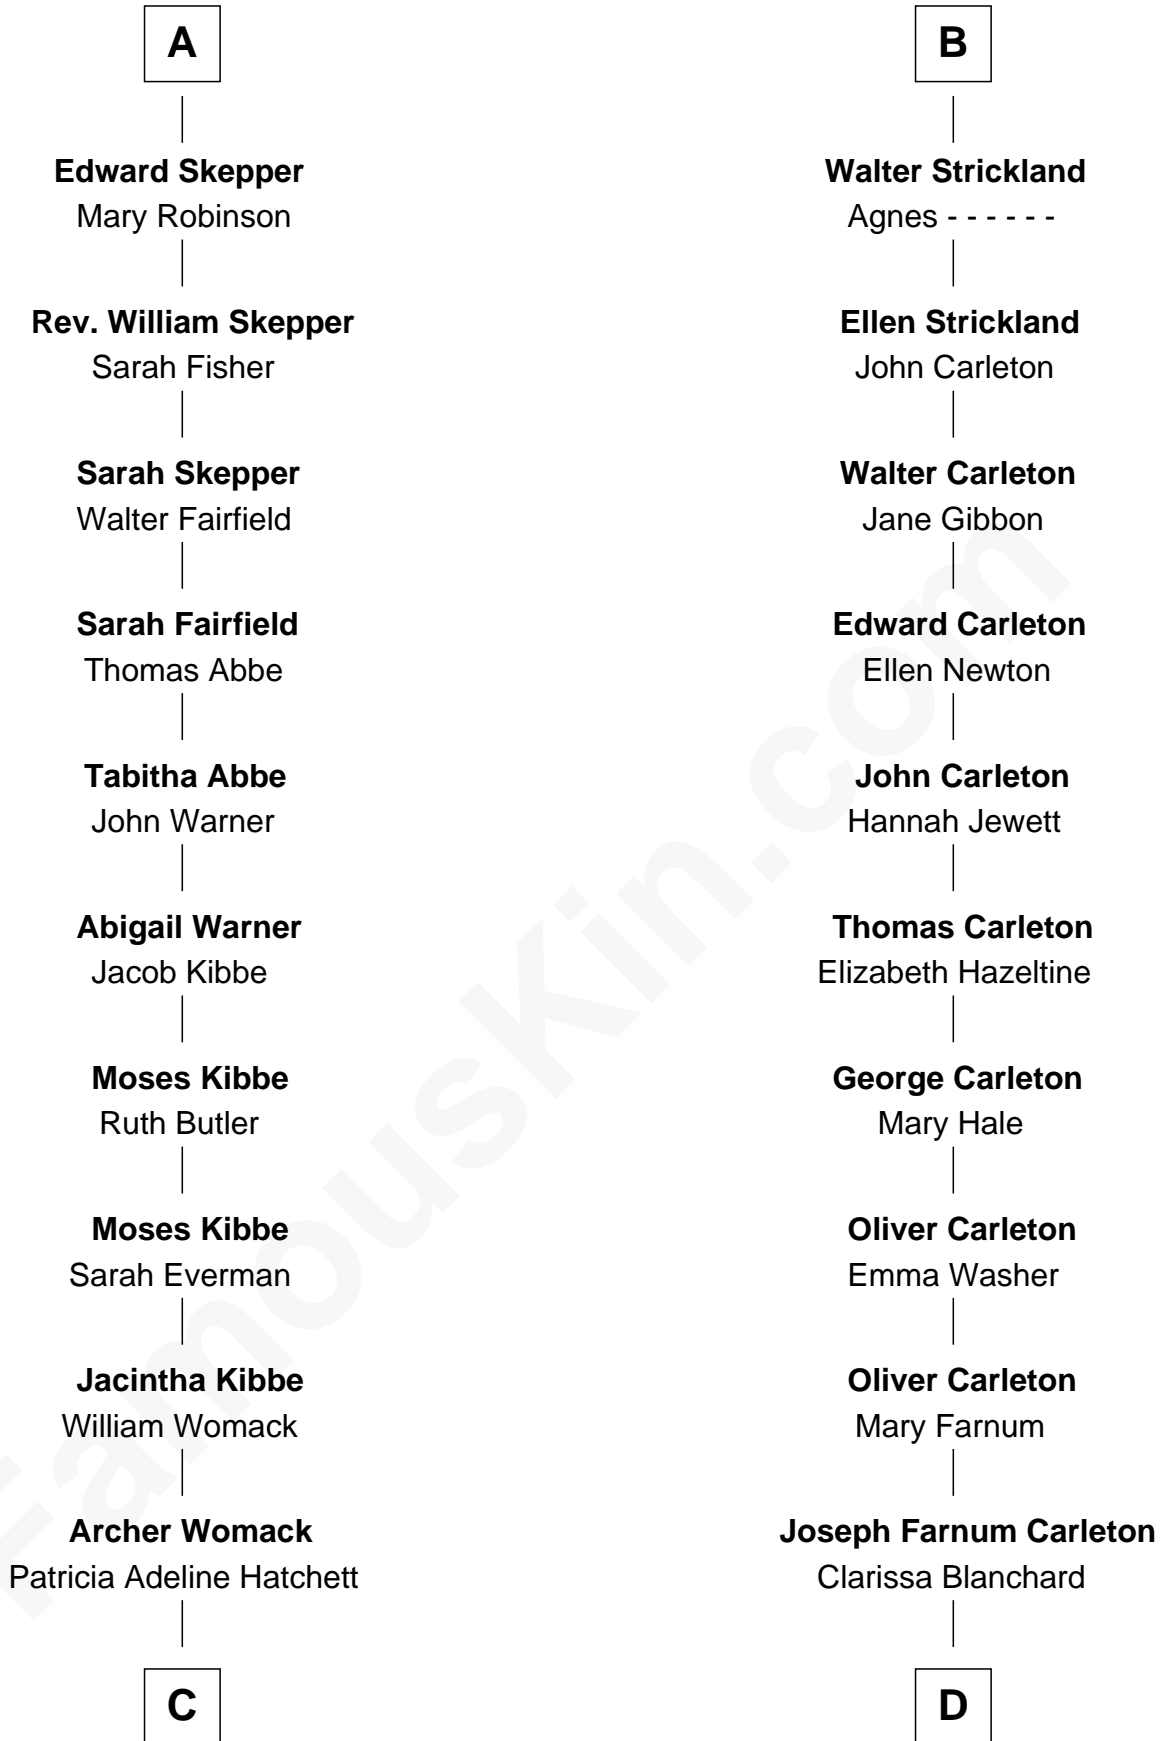 A
Edward Skepper
Mary Robinson
Rev. William Skepper
Sarah Fisher
Sarah Skepper
Walter Fairfield
Sarah Fairfield
Thomas Abbe
Tabitha Abbe
John Warner
Abigail Warner
Jacob Kibbe
Moses Kibbe
Ruth Butler
Moses Kibbe
Sarah Everman
Jacintha Kibbe
William Womack
Archer Womack
Patricia Adeline Hatchett
C
B
Walter Strickland
Agnes - - - - - -
Ellen Strickland
John Carleton
Walter Carleton
Jane Gibbon
Edward Carleton
Ellen Newton
John Carleton
Hannah Jewett
Thomas Carleton
Elizabeth Hazeltine
George Carleton
Mary Hale
Oliver Carleton
Emma Washer
Oliver Carleton
Mary Farnum
Joseph Farnum Carleton
Clarissa Blanchard
D
FamousKin.com